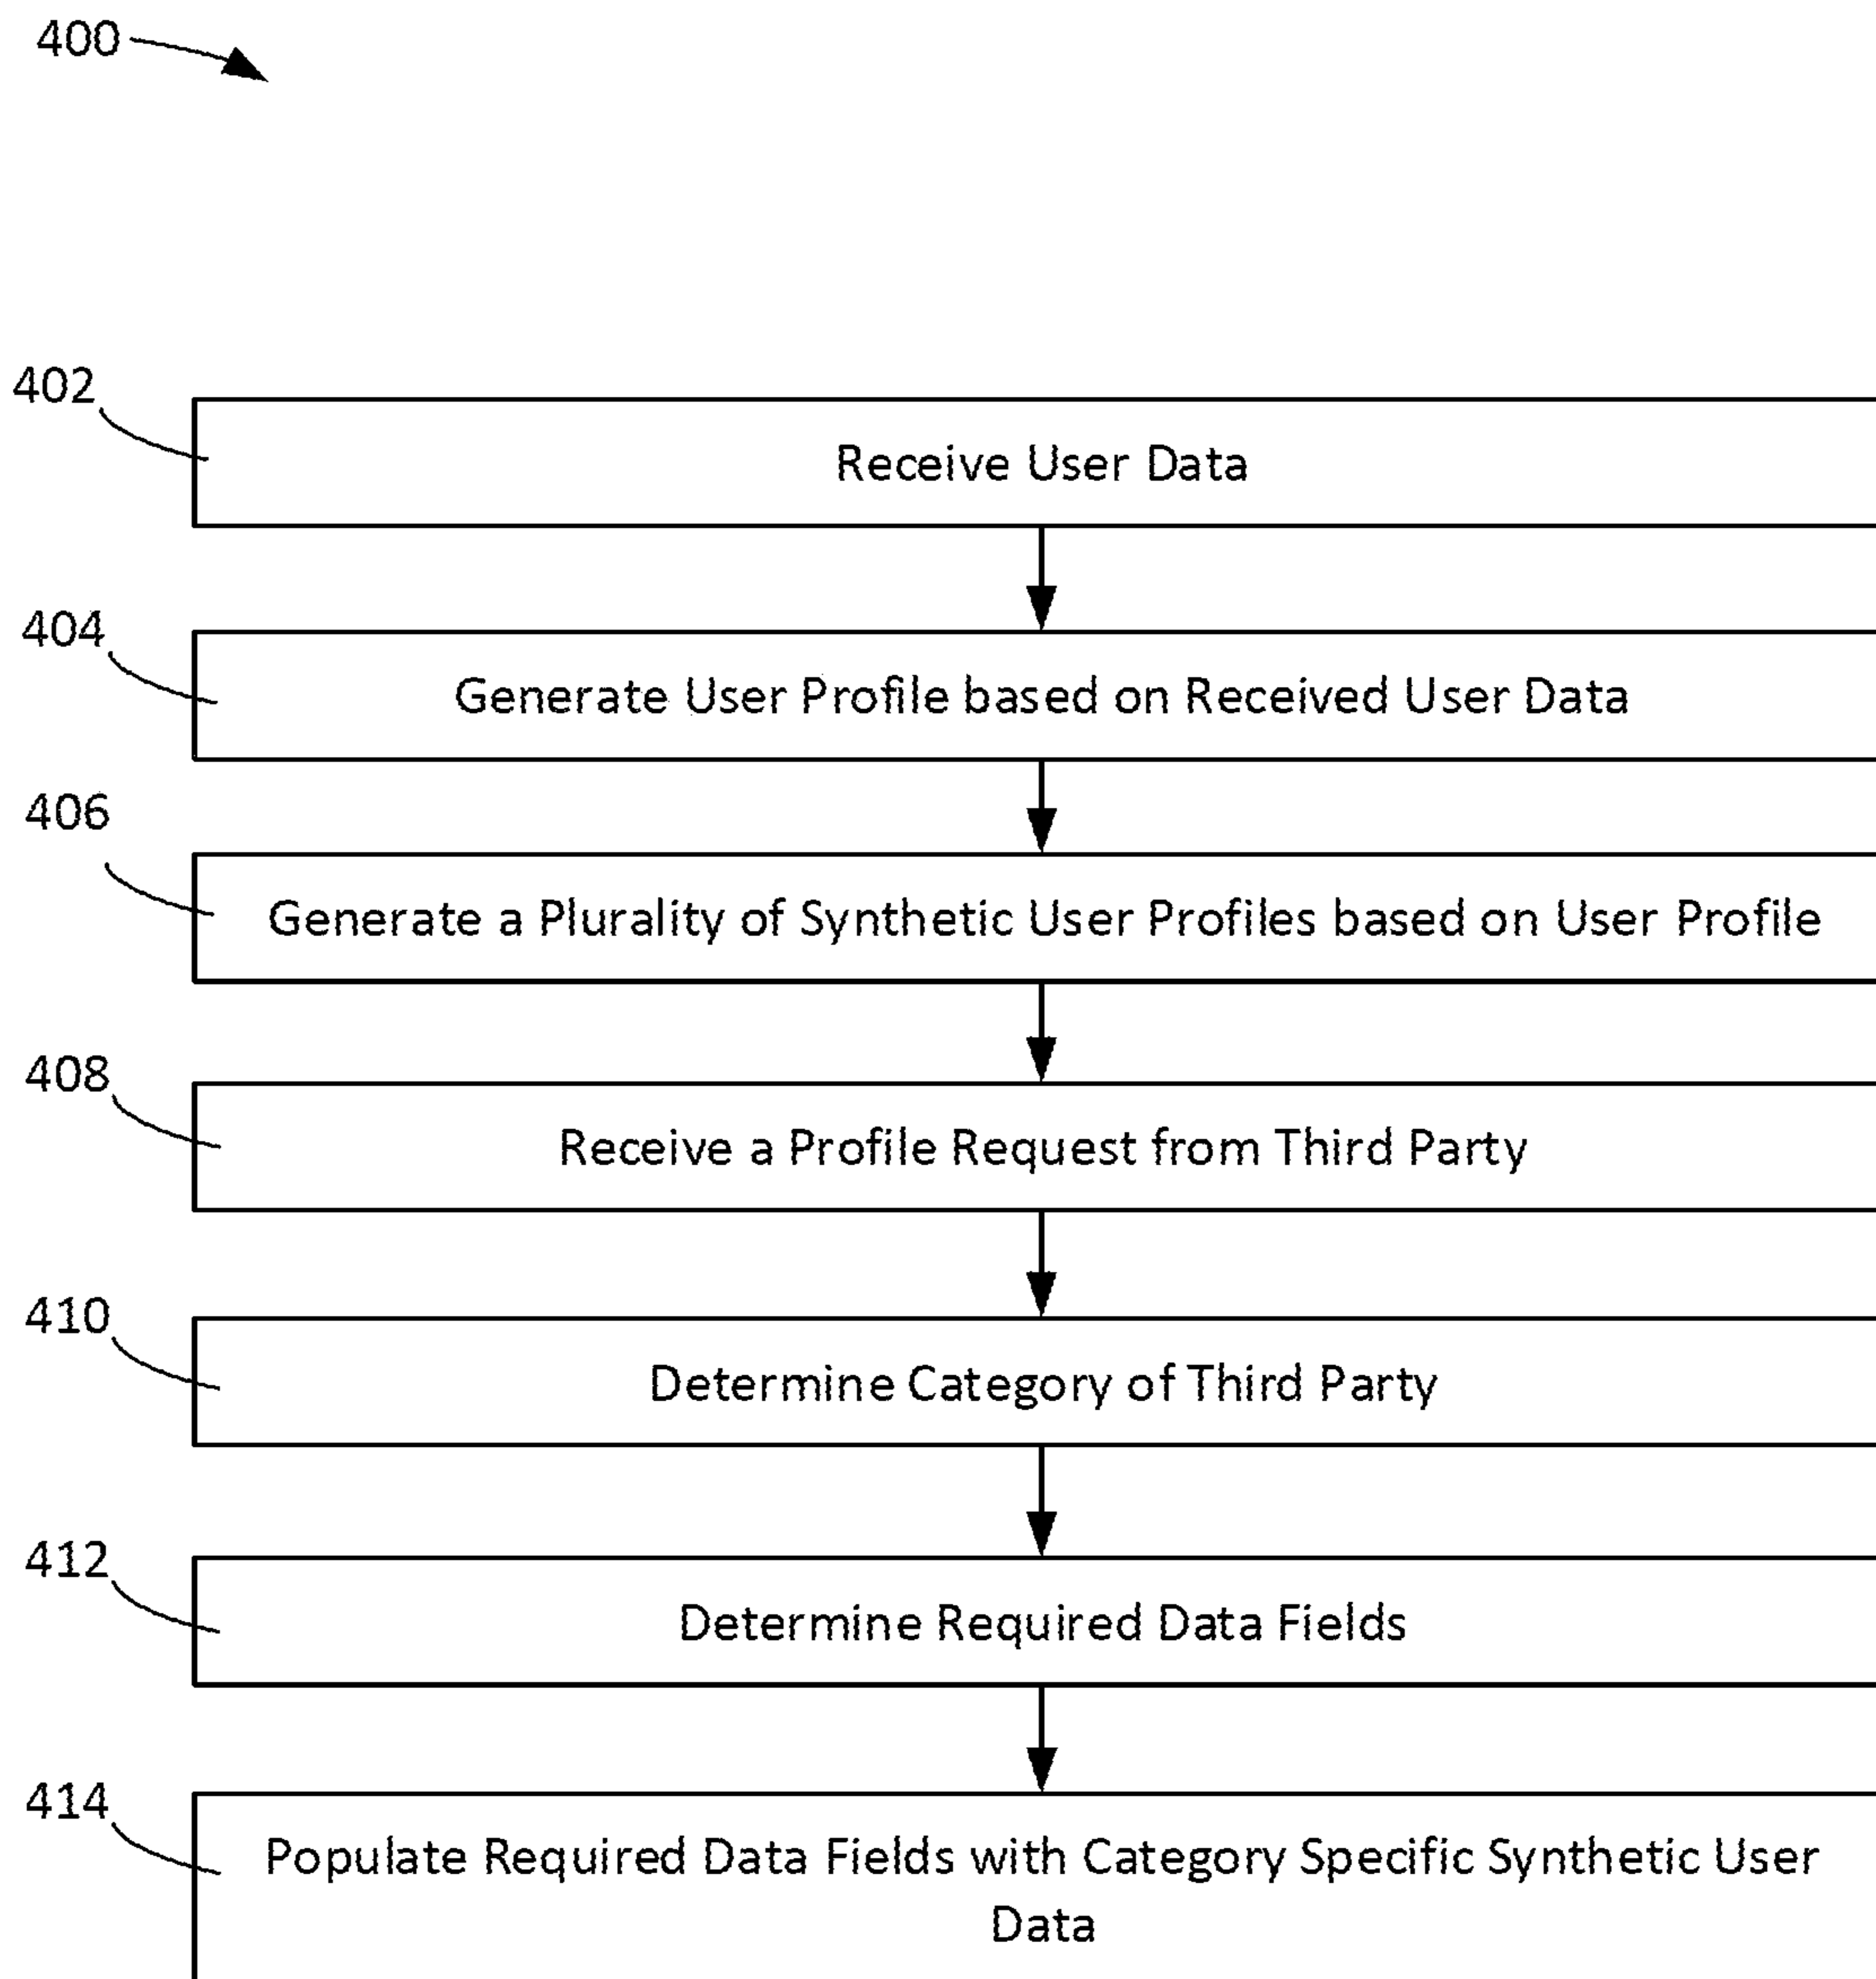 400
402
Receive User Data
404
Generate User Profile based on Received User Data
406
Generate a Plurality of Synthetic User Profiles based on User Profile
408
Receive a Profile Request from Third Party
410
Determine Category of Third Party
412
Determine Required Data Fields
414
Populate Required Data Fields with Category Specific Synthetic User
Data